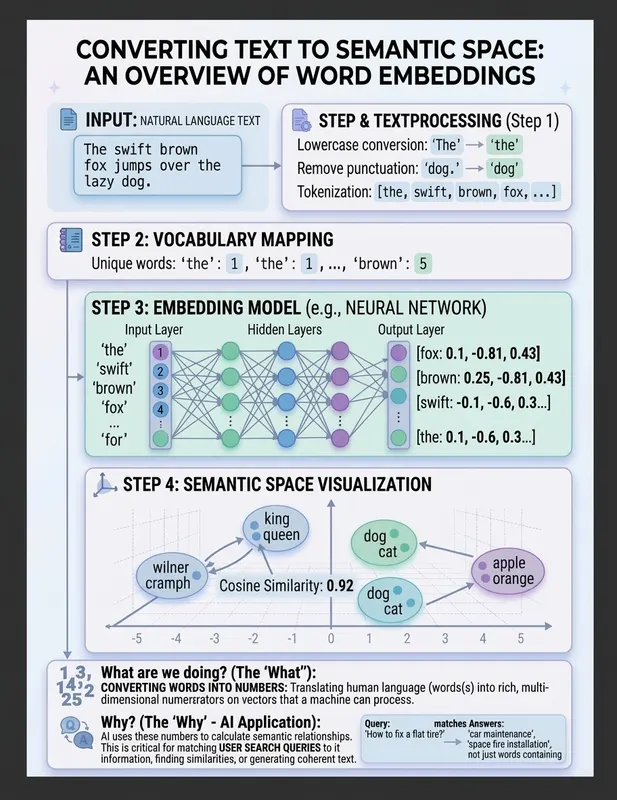 CONVERTING TEXT TO SEMANTIC SPACE:
AN OVERVIEW OF WORD EMBEDDINGS
INPUT: NATURAL LANGUAGE TEXT
The swift brown
fox jumps over the
lazy dog.
STEP & TEXTPROCESSING (Step 1)
Lowercase conversion: 'The' → 'the'
Remove punctuation: 'dog.' → 'dog'
Tokenization: [the, swift, brown, fox, ...]
STEP 2: VOCABULARY MAPPING
Unique words: 'the': 1, 'the': 1, ..., 'brown': 5
STEP 3: EMBEDDING MODEL (e.g., NEURAL NETWORK)
Input Layer
Hidden Layers
Output Layer
'the'
'swift'
'brown'
'fox'
...
'for'
1
2
3
4
[fox: 0.1, -0.81, 0.43]
[brown: 0.25, -0.81, 0.43]
[swift: -0.1, -0.6, 0.3...]
[the: 0.1, -0.6, 0.3...]
STEP 4: SEMANTIC SPACE VISUALIZATION
king
queen
wilner
cramph
Cosine Similarity: 0.92
dog
cat
dog
cat
apple
orange
-5 -4 -3 -2 -1 0 1 2 3 4 5
1,3,
14,2
25
What are we doing? (The 'What"):
CONVERTING WORDS INTO NUMBERS: Translating human language (words(s) into rich, multi-
dimensional numerrators on vectors that a machine can process.
Q
A
Why? (The 'Why' - AI Application):
AI uses these numbers to calculate semantic relationships.
This is critical for matching USER SEARCH QUERIES to it
information, finding similarities, or generating coherent text.
Query: matches Answers:
'How to fix a flat tire?' → 'car maintenance',
'space fire installation',
not just words containing